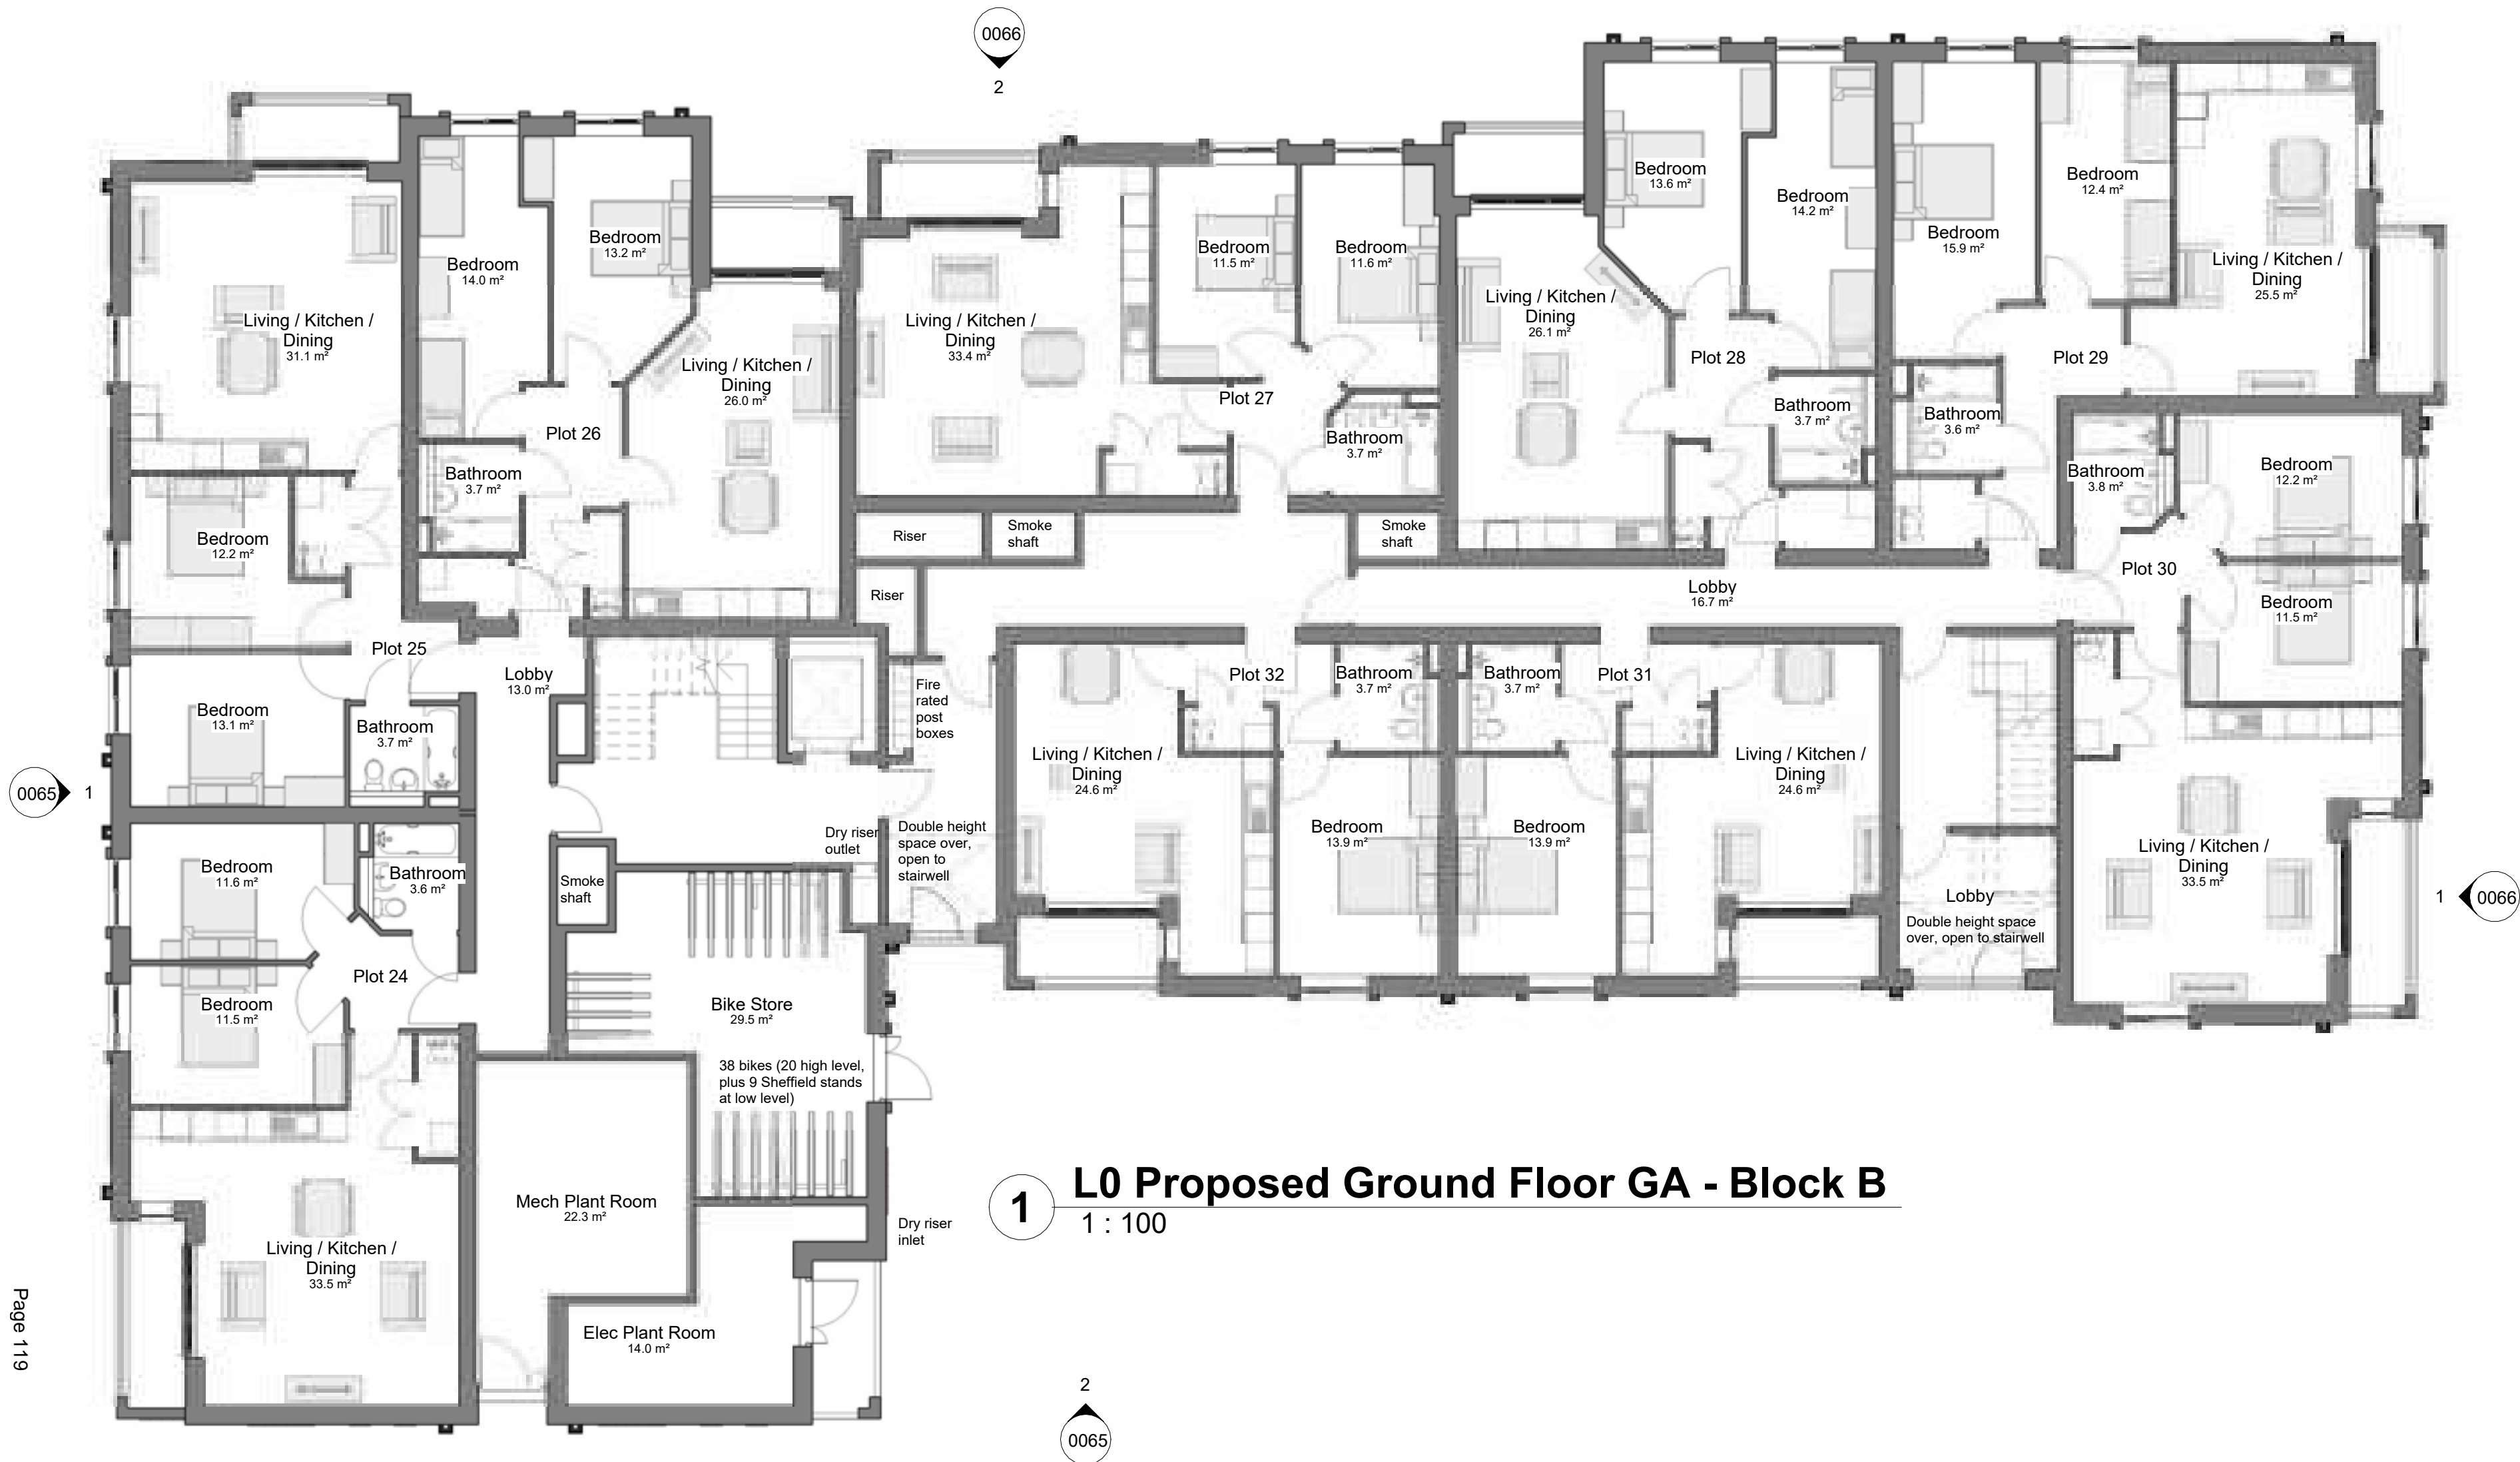 0066
2
Bedroom
14.0 m²
Bedroom
13.2 m²
Living / Kitchen /
Dining
31.1 m²
Living / Kitchen /
Dining
26.0 m²
Plot 26
Bathroom
3.7 m²
Bedroom
12.2 m²
Plot 25
Lobby
13.0 m²
Bedroom
13.1 m²
Bathroom
3.7 m²
0065
1
Bedroom
11.6 m²
Bathroom
3.6 m²
Plot 24
Bedroom
11.5 m²
Living / Kitchen /
Dining
33.5 m²
Living / Kitchen /
Dining
33.4 m²
Bedroom
11.5 m²
Bedroom
11.6 m²
Plot 27
Bathroom
3.7 m²
Riser
Smoke
shaft
Smoke
shaft
Riser
Fire
rated
post
boxes
Dry riser
outlet
Double height
space over,
open to
stairwell
Smoke
shaft
Bike Store
29.5 m²
38 bikes (20 high level,
plus 9 Sheffield stands
at low level)
Mech Plant Room
22.3 m²
Elec Plant Room
14.0 m²
Dry riser
inlet
Bedroom
13.6 m²
Bedroom
14.2 m²
Living / Kitchen /
Dining
26.1 m²
Plot 28
Bathroom
3.7 m²
Bedroom
15.9 m²
Bedroom
12.4 m²
Living / Kitchen /
Dining
25.5 m²
Plot 29
Bathroom
3.6 m²
Bathroom
3.8 m²
Bedroom
12.2 m²
Plot 30
Bedroom
11.5 m²
Lobby
16.7 m²
Plot 32
Bathroom
3.7 m²
Living / Kitchen /
Dining
24.6 m²
Bedroom
13.9 m²
Bathroom
3.7 m²
Plot 31
Living / Kitchen /
Dining
24.6 m²
Bedroom
13.9 m²
Lobby
Double height space
over, open to stairwell
Living / Kitchen /
Dining
33.5 m²
1
0066
1
L0 Proposed Ground Floor GA - Block B
1 : 100
2
0065
Page 119